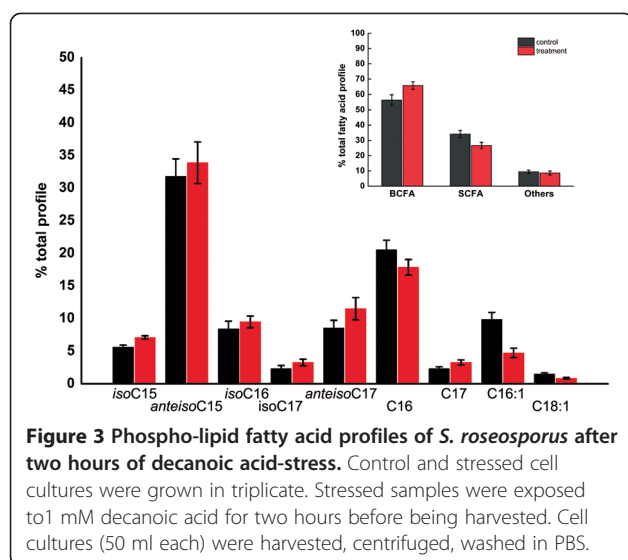 50
45
40
35
30
25
20
15
10
5
0
% total profile
100
90
80
70
60
50
40
30
20
10
0
% total fatty acid profile
control
treatment
BCFA
SCFA
Others
isoC15
anteisoC15
isoC16
isoC17
anteisoC17
C16
C17
C16:1
C18:1
Figure 3 Phospho-lipid fatty acid profiles of S. roseosporus after
two hours of decanoic acid-stress. Control and stressed cell
cultures were grown in triplicate. Stressed samples were exposed
to1 mM decanoic acid for two hours before being harvested. Cell
cultures (50 ml each) were harvested, centrifuged, washed in PBS.